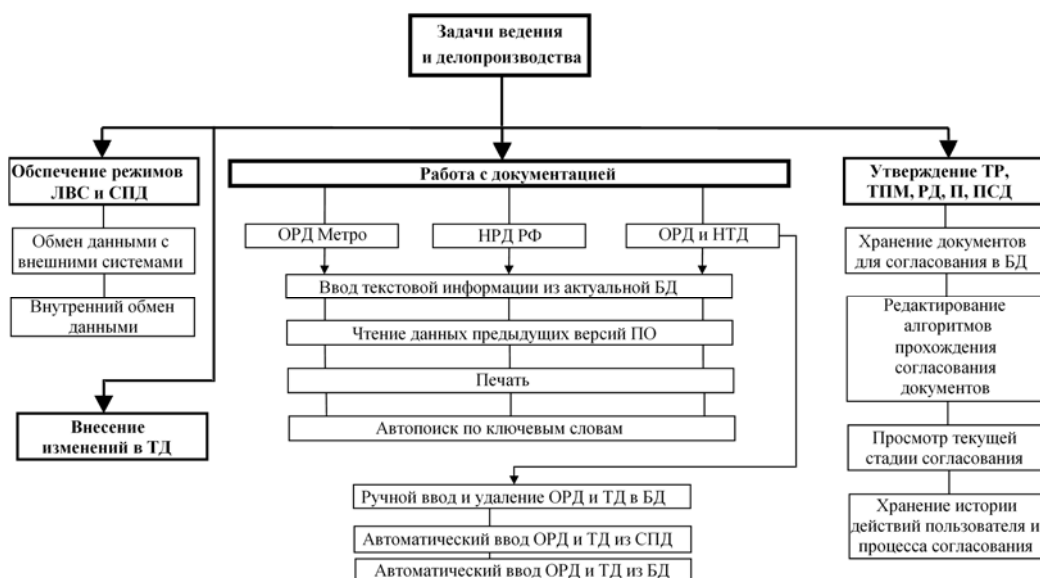 Задачи ведения
и делопроизводства
Обспечение режимов
ЛВС и СПД
Обмен данными с
внешними системами
Внутренний обмен
данными
Внесение
изменений в ТД
Работа с документацией
ОРД Метро
НРД РФ
ОРД и НТД
Ввод текстовой информации из актуальной БД
Чтение данных предыдущих версий ПО
Печать
Автопоиск по ключевым словам
Ручной ввод и удаление ОРД и ТД в БД
Автоматический ввод ОРД и ТД из СПД
Автоматический ввод ОРД и ТД из БД
Утверждение ТР,
ТПМ, РД, П, ПСД
Хранение документов
для согласования в БД
Редактирование
алгоритмов
прохождения
согласования
документов
Просмотр текущей
стадии согласования
Хранение истории
действий пользователя и
процесса согласования